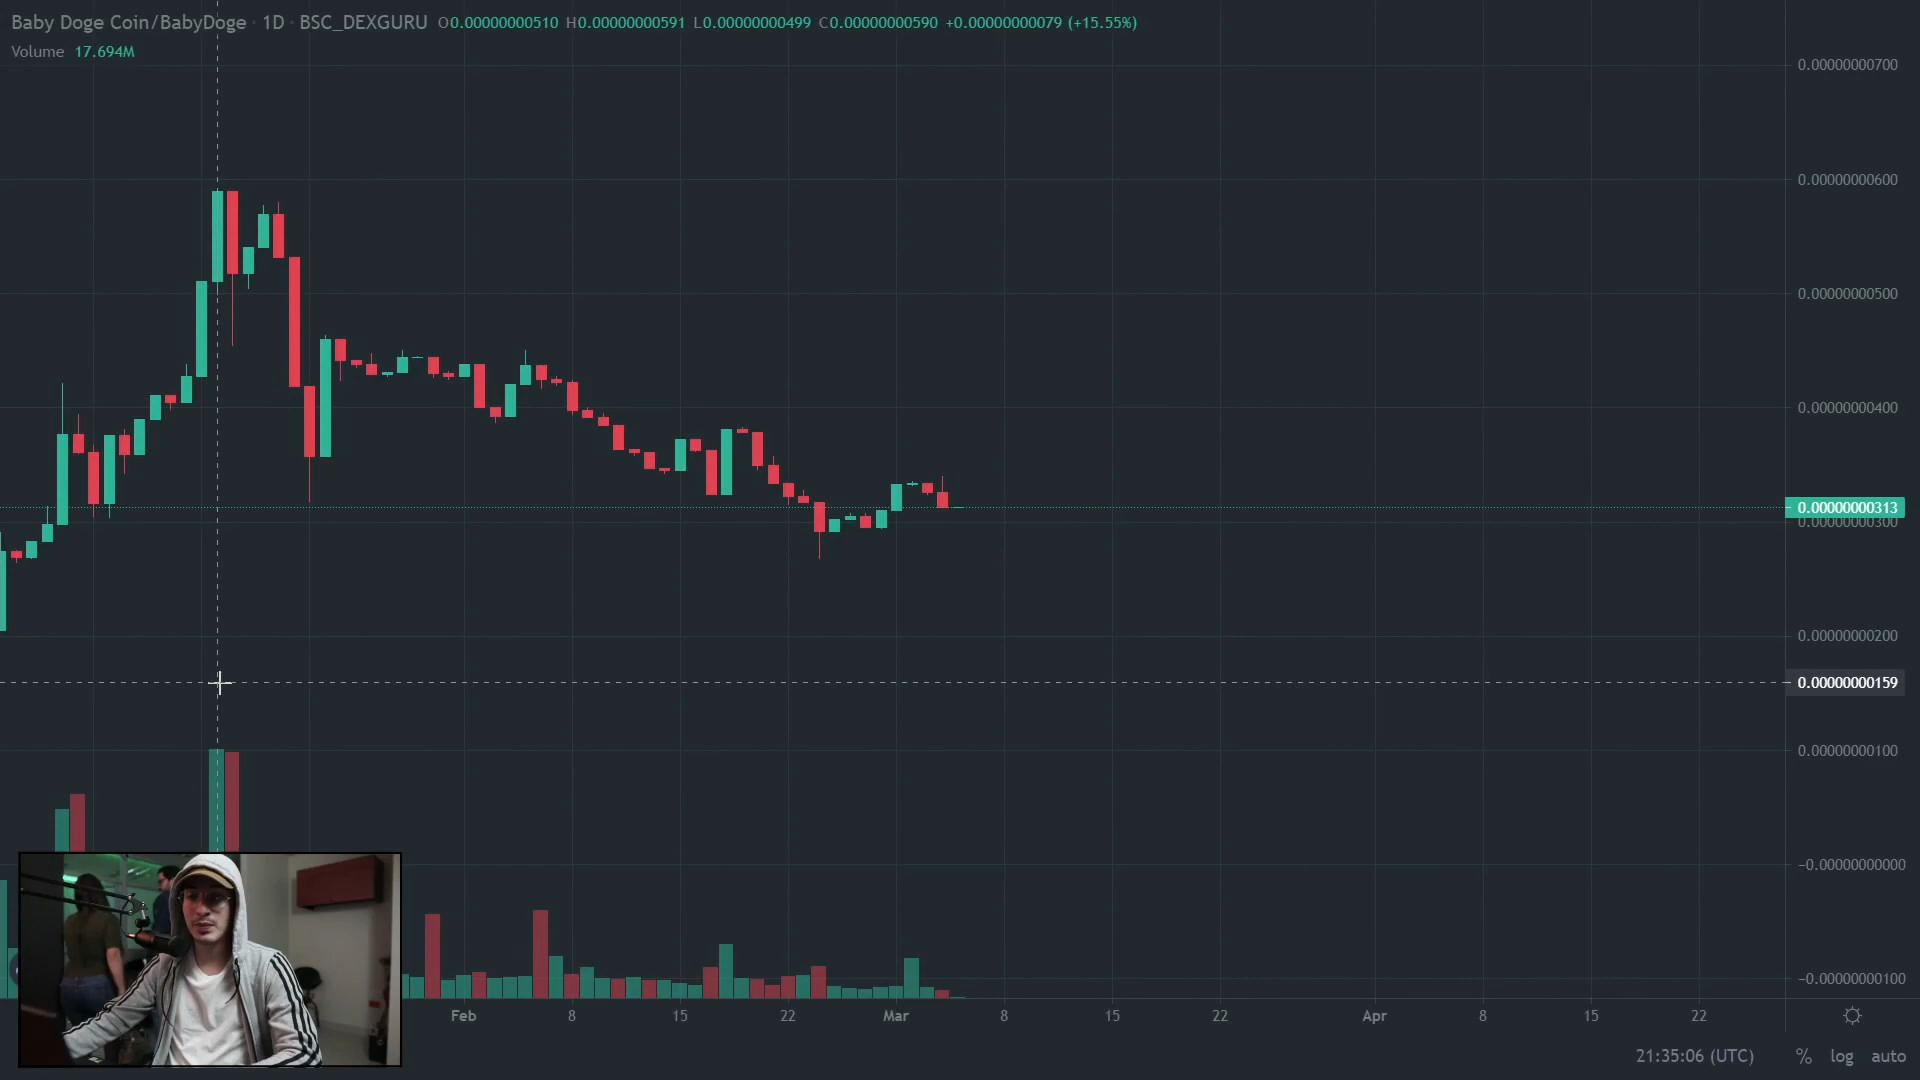 Baby Doge Coin/BabyDoge · 1D · BSC_DEXGURU O0.00000000510 H0.00000000591 L0.00000000499 C0.00000000590 +0.00000000079 (+15.55%)
Volume 17.694M
0.00000000700
0.00000000600
0.00000000500
0.00000000400
0.00000000313
0.00000000300
0.00000000200
0.00000000159
0.00000000100
−0.00000000000
−0.00000000100
Feb 8 15 22 Mar 8 15 22 Apr 8 15 22
21:35:06 (UTC) % log auto